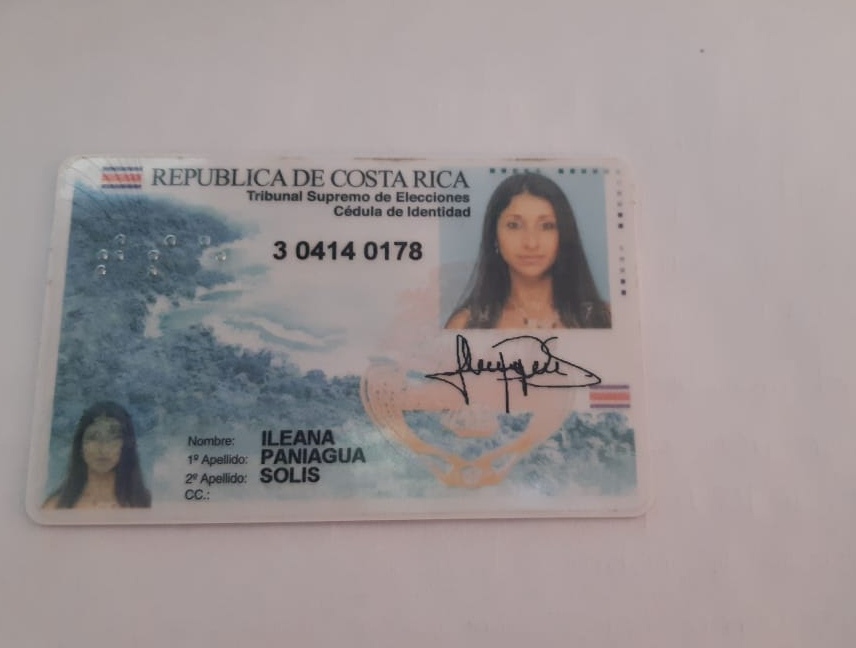 REPUBLICA DE COSTA RICA
Tribunal Supremo de Elecciones
Cédula de Identidad
3 0414 0178
Nombre: ILEANA
1º Apellido: PANIAGUA
2º Apellido: SOLIS
CC.: